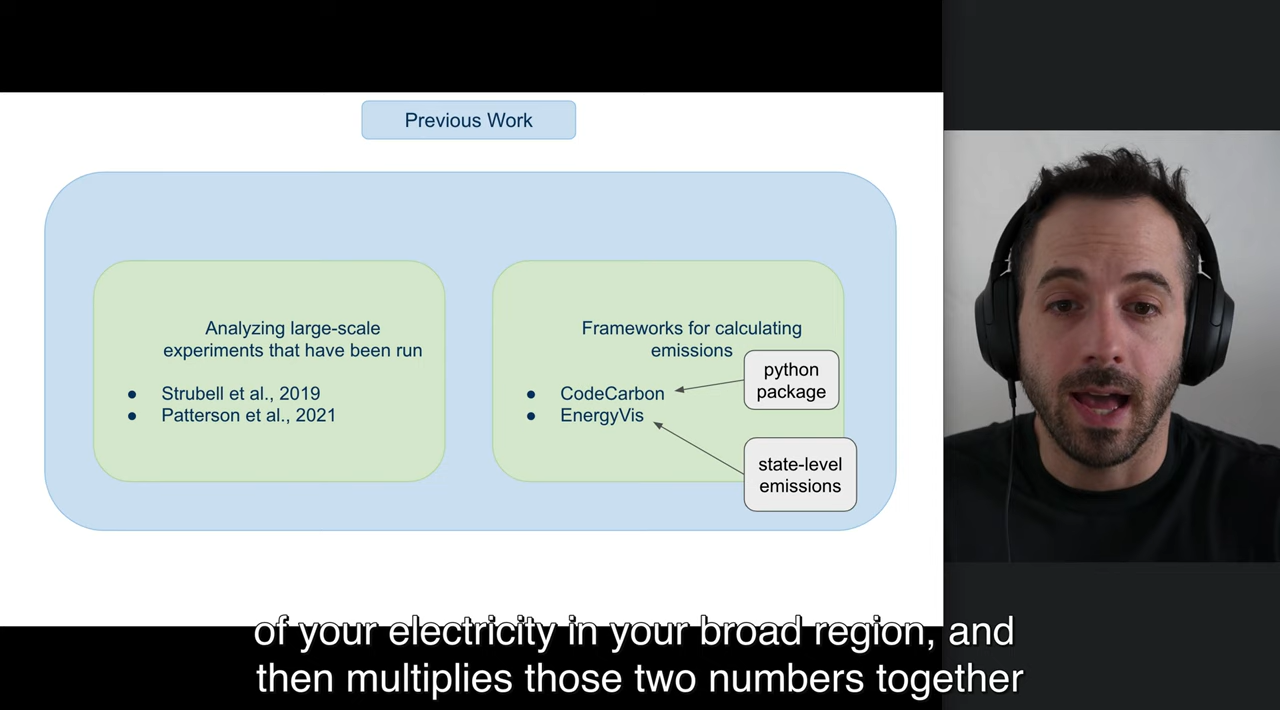 Previous Work
Analyzing large-scale
experiments that have been run
● Strubell et al., 2019
● Patterson et al., 2021
Frameworks for calculating
emissions
● CodeCarbon
● EnergyVis
python
package
state-level
emissions
of your electricity in your broad region, and
then multiplies those two numbers together